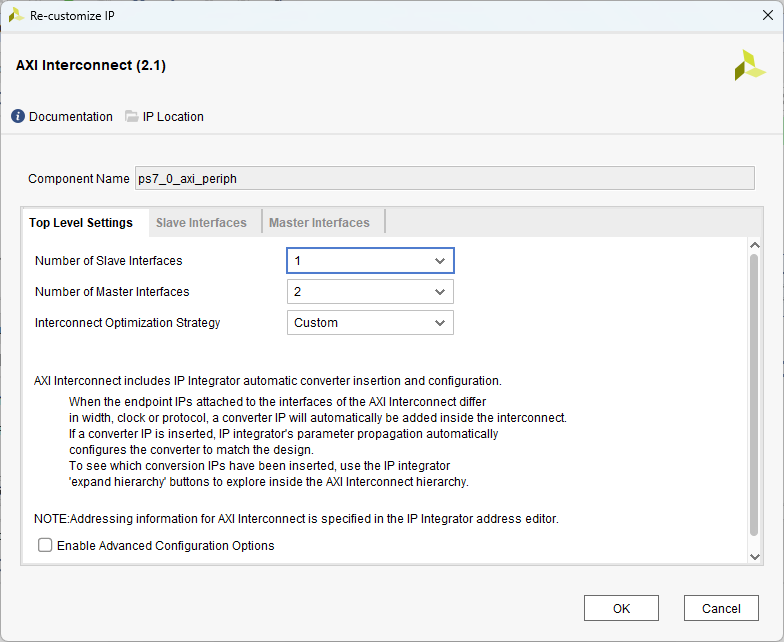 Re-customize IP
AXI Interconnect (2.1)
Documentation IP Location
Component Name ps7_0_axi_periph
Top Level Settings Slave Interfaces Master Interfaces
Number of Slave Interfaces 1
Number of Master Interfaces 2
Interconnect Optimization Strategy Custom
AXI Interconnect includes IP Integrator automatic converter insertion and configuration.
When the endpoint IPs attached to the interfaces of the AXI Interconnect differ
in width, clock or protocol, a converter IP will automatically be added inside the interconnect.
If a converter IP is inserted, IP integrator's parameter propagation automatically
configures the converter to match the design.
To see which conversion IPs have been inserted, use the IP integrator
'expand hierarchy' buttons to explore inside the AXI Interconnect hierarchy.
NOTE:Addressing information for AXI Interconnect is specified in the IP Integrator address editor.
Enable Advanced Configuration Options
OK Cancel